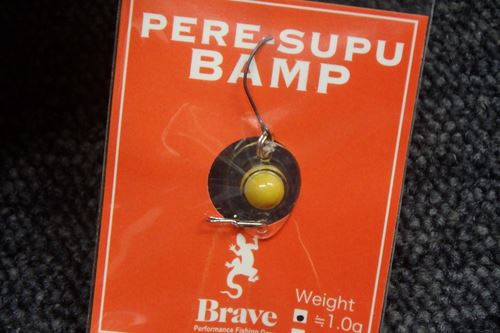 PERE-SUPU
BAMP
Brave
Performance Fishing
Weight
≒1.0g